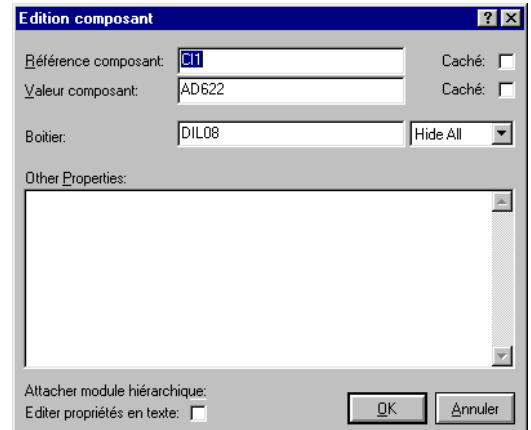 Edition composant
Référence composant: CI1 Caché:
Valeur composant: AD622 Caché:
Boitier: DIL08 Hide All
Other Properties:
Attacher module hiérarchique:
Editer propriétés en texte: OK Annuler